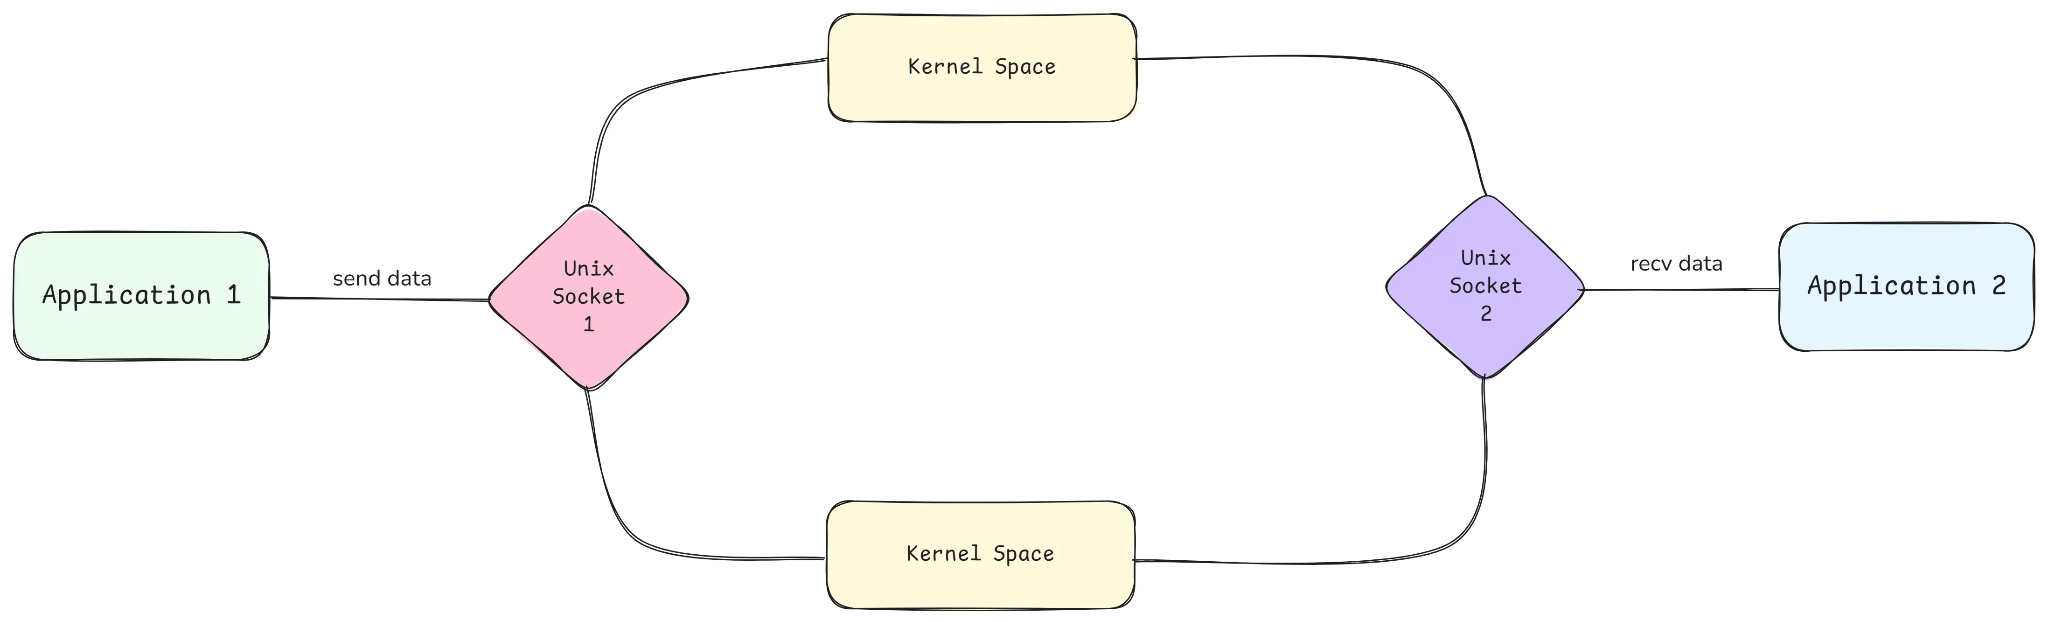 Kernel Space
Application 1
send data
Unix
Socket
1
Unix
Socket
2
recv data
Application 2
Kernel Space